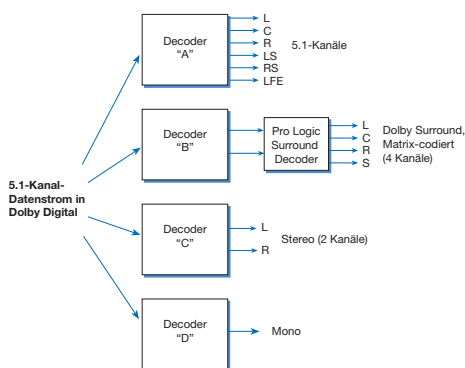 Decoder
"A"
L
C
R
LS
RS
LFE
5.1-Kanäle
Decoder
"B"
Pro Logic
Surround
Decoder
L
C
R
S
Dolby Surround,
Matrix-codiert
(4 Kanäle)
5.1-Kanal-
Datenstrom in
Dolby Digital
Decoder
"C"
L
R
Stereo (2 Kanäle)
Decoder
"D"
Mono